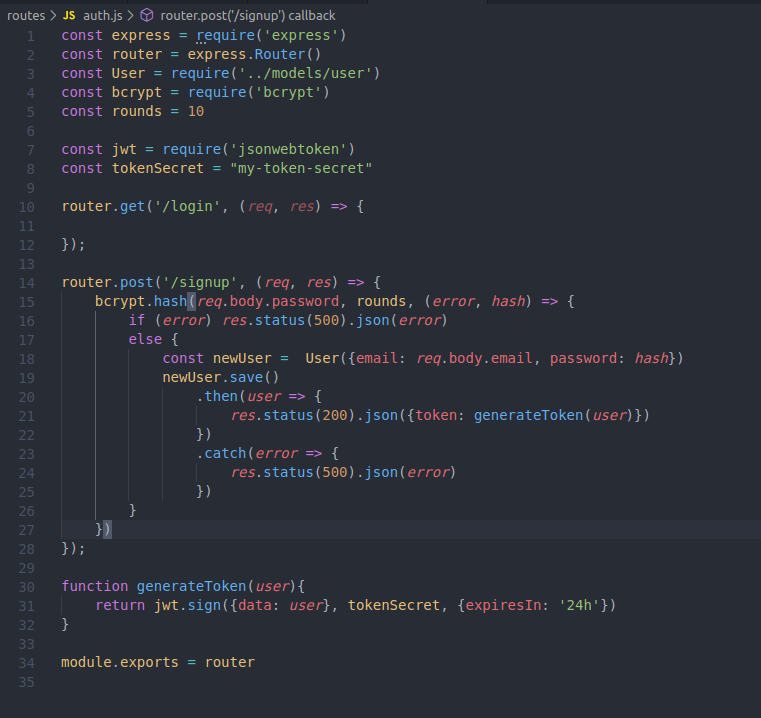 routes > JS auth.js > router.post('/signup') callback
1 const express = require('express')
2 const router = express.Router()
3 const User = require('../models/user')
4 const bcrypt = require('bcrypt')
5 const rounds = 10
6
7 const jwt = require('jsonwebtoken')
8 const tokenSecret = "my-token-secret"
9
10 router.get('/login', (req, res) => {
11
12 });
13
14 router.post('/signup', (req, res) => {
15     bcrypt.hash(req.body.password, rounds, (error, hash) => {
16         if (error) res.status(500).json(error)
17         else {
18             const newUser =  User({email: req.body.email, password: hash})
19             newUser.save()
20                 .then(user => {
21                     res.status(200).json({token: generateToken(user)})
22                 })
23                 .catch(error => {
24                     res.status(500).json(error)
25                 })
26         }
27     })
28 });
29
30 function generateToken(user){
31     return jwt.sign({data: user}, tokenSecret, {expiresIn: '24h'})
32 }
33
34 module.exports = router
35